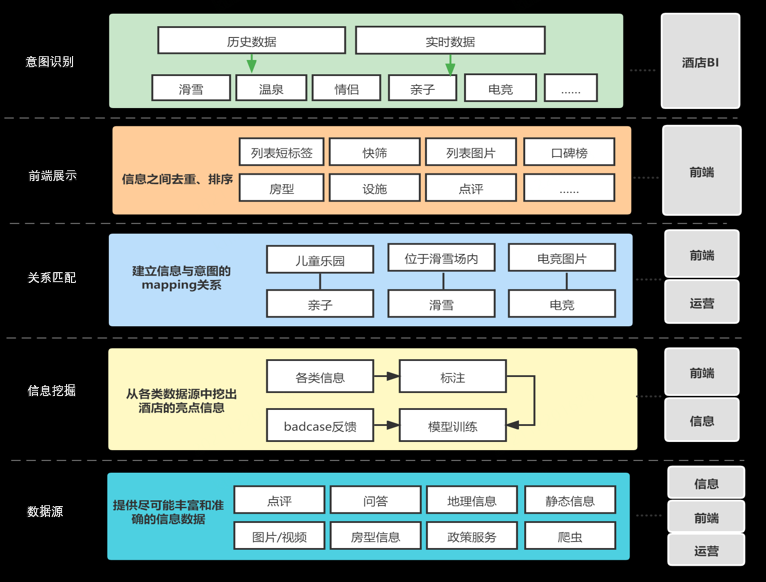 意图识别
历史数据
实时数据
滑雪
温泉
情侣
亲子
电竞
......
酒店BI
前端展示
信息之间去重、排序
列表短标签
快筛
列表图片
口碑榜
房型
设施
点评
......
前端
关系匹配
建立信息与意图的
mapping关系
儿童乐园
位于滑雪场内
电竞图片
亲子
滑雪
电竞
前端
运营
信息挖掘
从各类数据源中挖出
酒店的亮点信息
各类信息
标注
badcase反馈
模型训练
前端
信息
数据源
提供尽可能丰富和准
确的信息数据
点评
问答
地理信息
静态信息
图片/视频
房型信息
政策服务
爬虫
信息
前端
运营